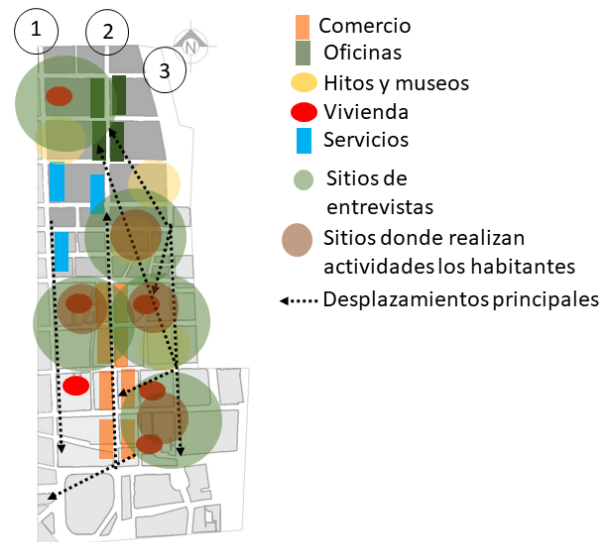 1
2
3
N
Comercio
Oficinas
Hitos y museos
Vivienda
Servicios
Sitios de
entrevistas
Sitios donde realizan
actividades los habitantes
Desplazamientos principales